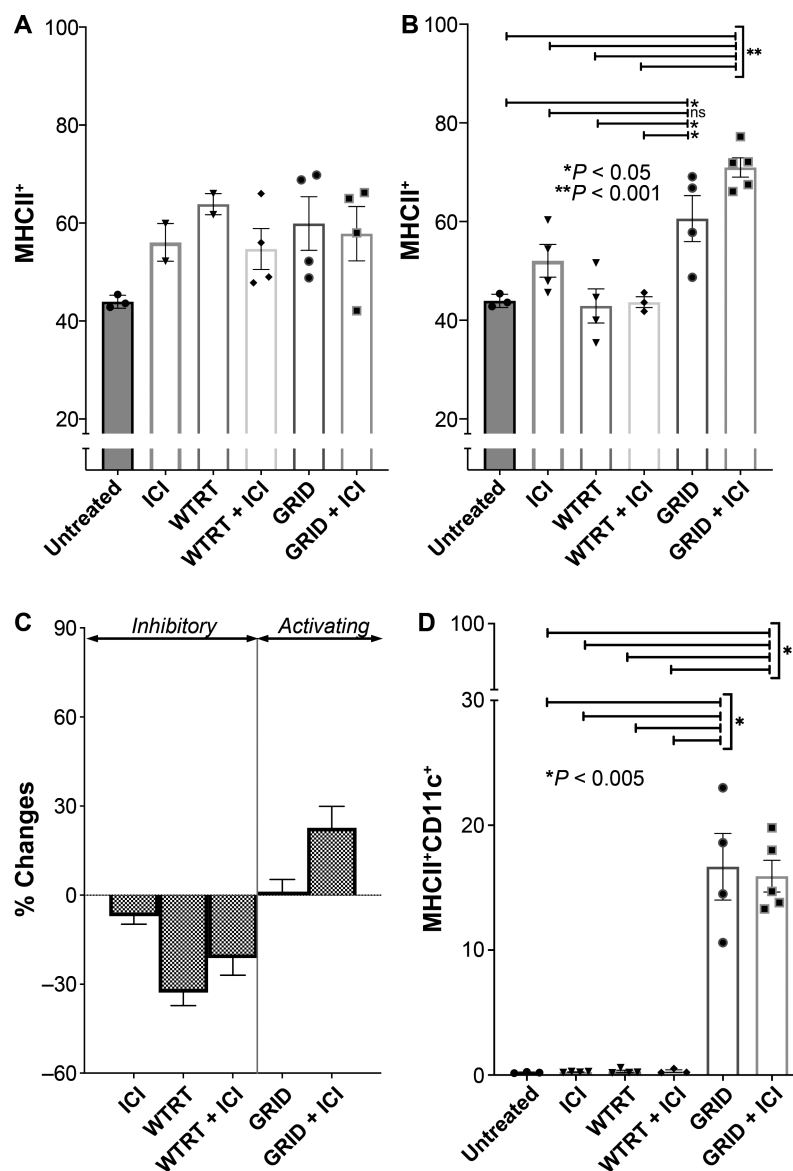 A
MHCII⁺
100
80
60
40
20
Untreated
ICI
WTRT
WTRT + ICI
GRID
GRID + ICI
B
MHCII⁺
100
80
60
40
20
**
*
ns
*
*
*P < 0.05
**P < 0.001
Untreated
ICI
WTRT
WTRT + ICI
GRID
GRID + ICI
C
% Changes
90
60
30
0
–30
–60
Inhibitory
Activating
ICI
WTRT
WTRT + ICI
GRID
GRID + ICI
D
MHCII⁺CD11c⁺
100
30
20
10
0
*
*
*P < 0.005
Untreated
ICI
WTRT
WTRT + ICI
GRID
GRID + ICI